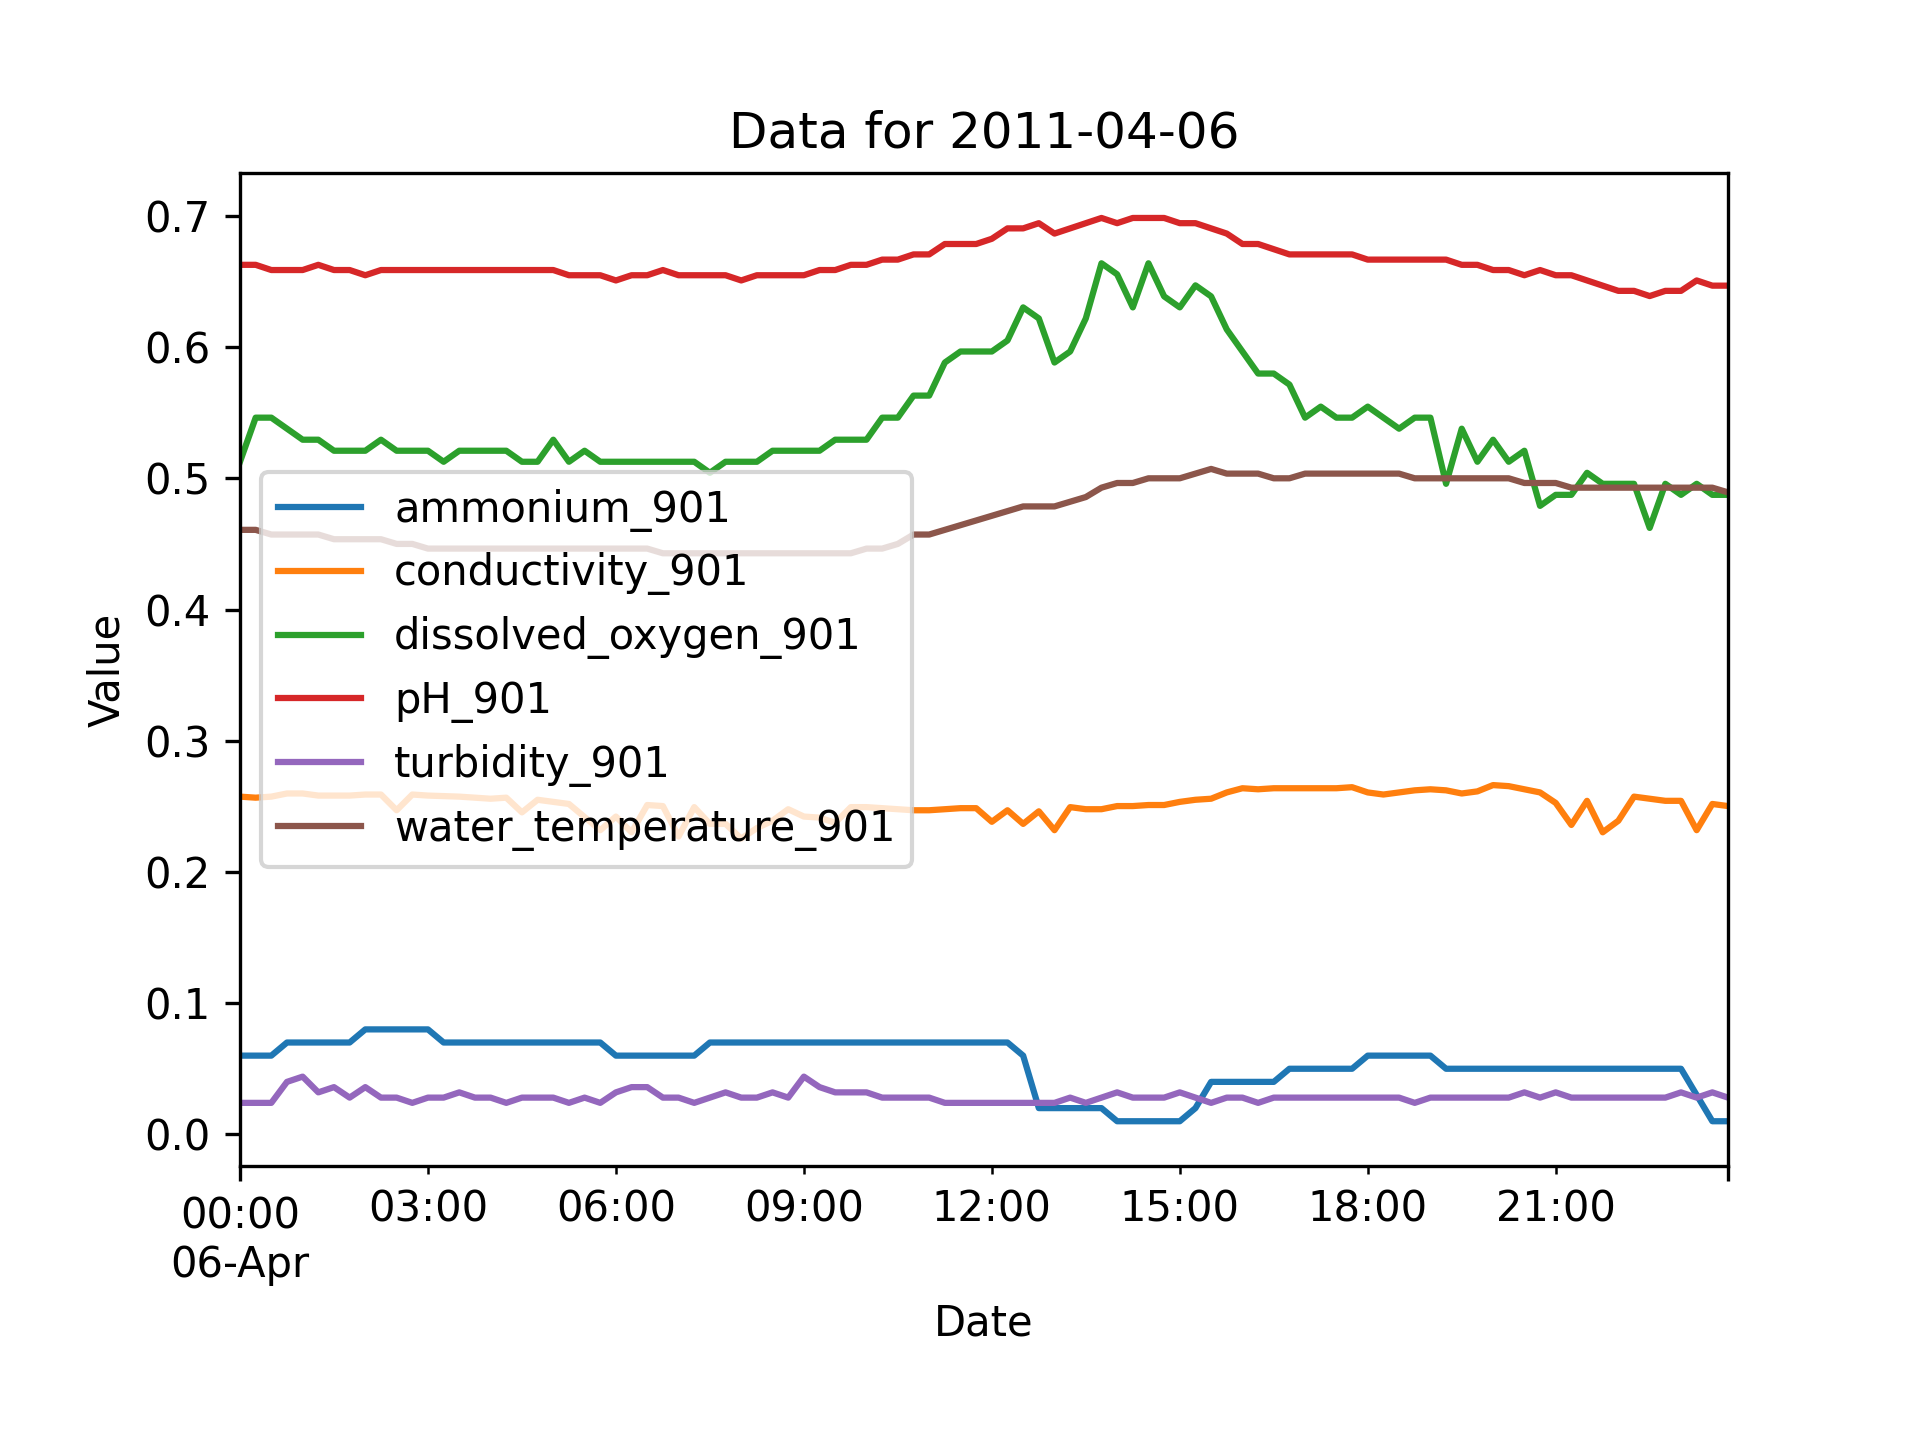 Data for 2011-04-06
0.7
0.6
0.5
0.4
0.3
0.2
0.1
0.0
Value
ammonium_901
conductivity_901
dissolved_oxygen_901
pH_901
turbidity_901
water_temperature_901
00:00 03:00 06:00 09:00 12:00 15:00 18:00 21:00
06-Apr
Date